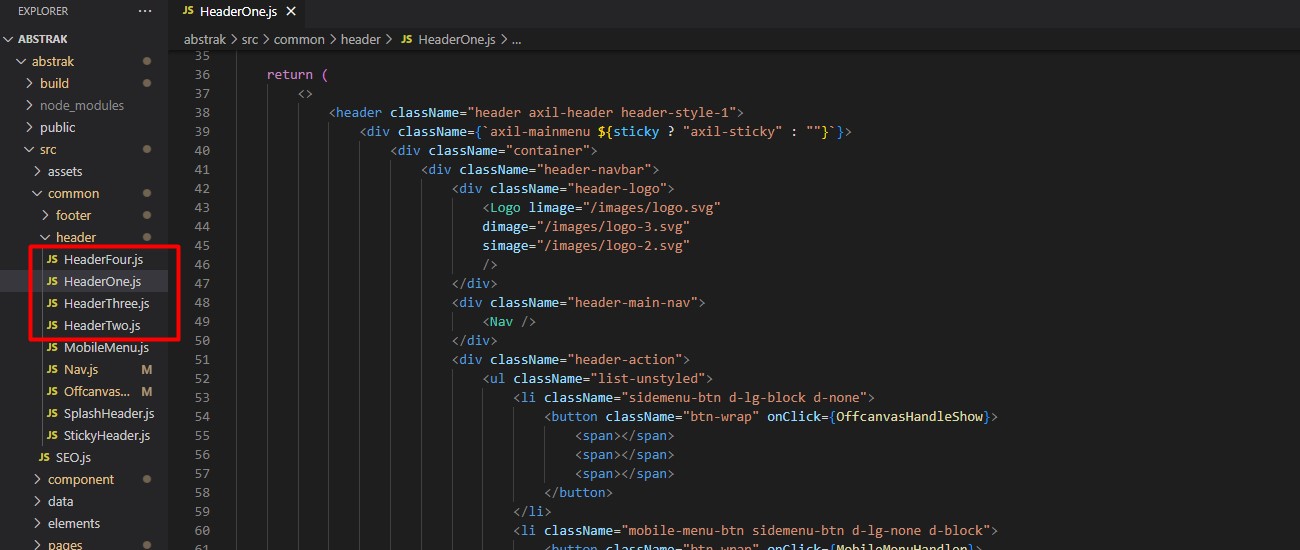 EXPLORER ...
ABSTRAK
abstrak
build
node_modules
public
src
assets
common
footer
header
JS HeaderFour.js
JS HeaderOne.js
JS HeaderThree.js
JS HeaderTwo.js
JS MobileMenu.js
JS Nav.js M
JS Offcanvas... M
JS SplashHeader.js
JS StickyHeader.js
JS SEO.js
component
data
elements
pages
JS HeaderOne.js ×
abstrak > src > common > header > JS HeaderOne.js > ...
35
36 return (
37 <>
38 <header className="header axil-header header-style-1">
39 <div className={`axil-mainmenu ${sticky ? "axil-sticky" : ""}`}>
40 <div className="container">
41 <div className="header-navbar">
42 <div className="header-logo">
43 <Logo limage="/images/logo.svg"
44 dimage="/images/logo-3.svg"
45 simage="/images/logo-2.svg"
46 />
47 </div>
48 <div className="header-main-nav">
49 <Nav />
50 </div>
51 <div className="header-action">
52 <ul className="list-unstyled">
53 <li className="sidemenu-btn d-lg-block d-none">
54 <button className="btn-wrap" onClick={OffcanvasHandleShow}>
55 <span></span>
56 <span></span>
57 <span></span>
58 </button>
59 </li>
60 <li className="mobile-menu-btn sidemenu-btn d-lg-none d-block">
61 <button className="btn-wrap" onClick={MobileMenuHandler}>